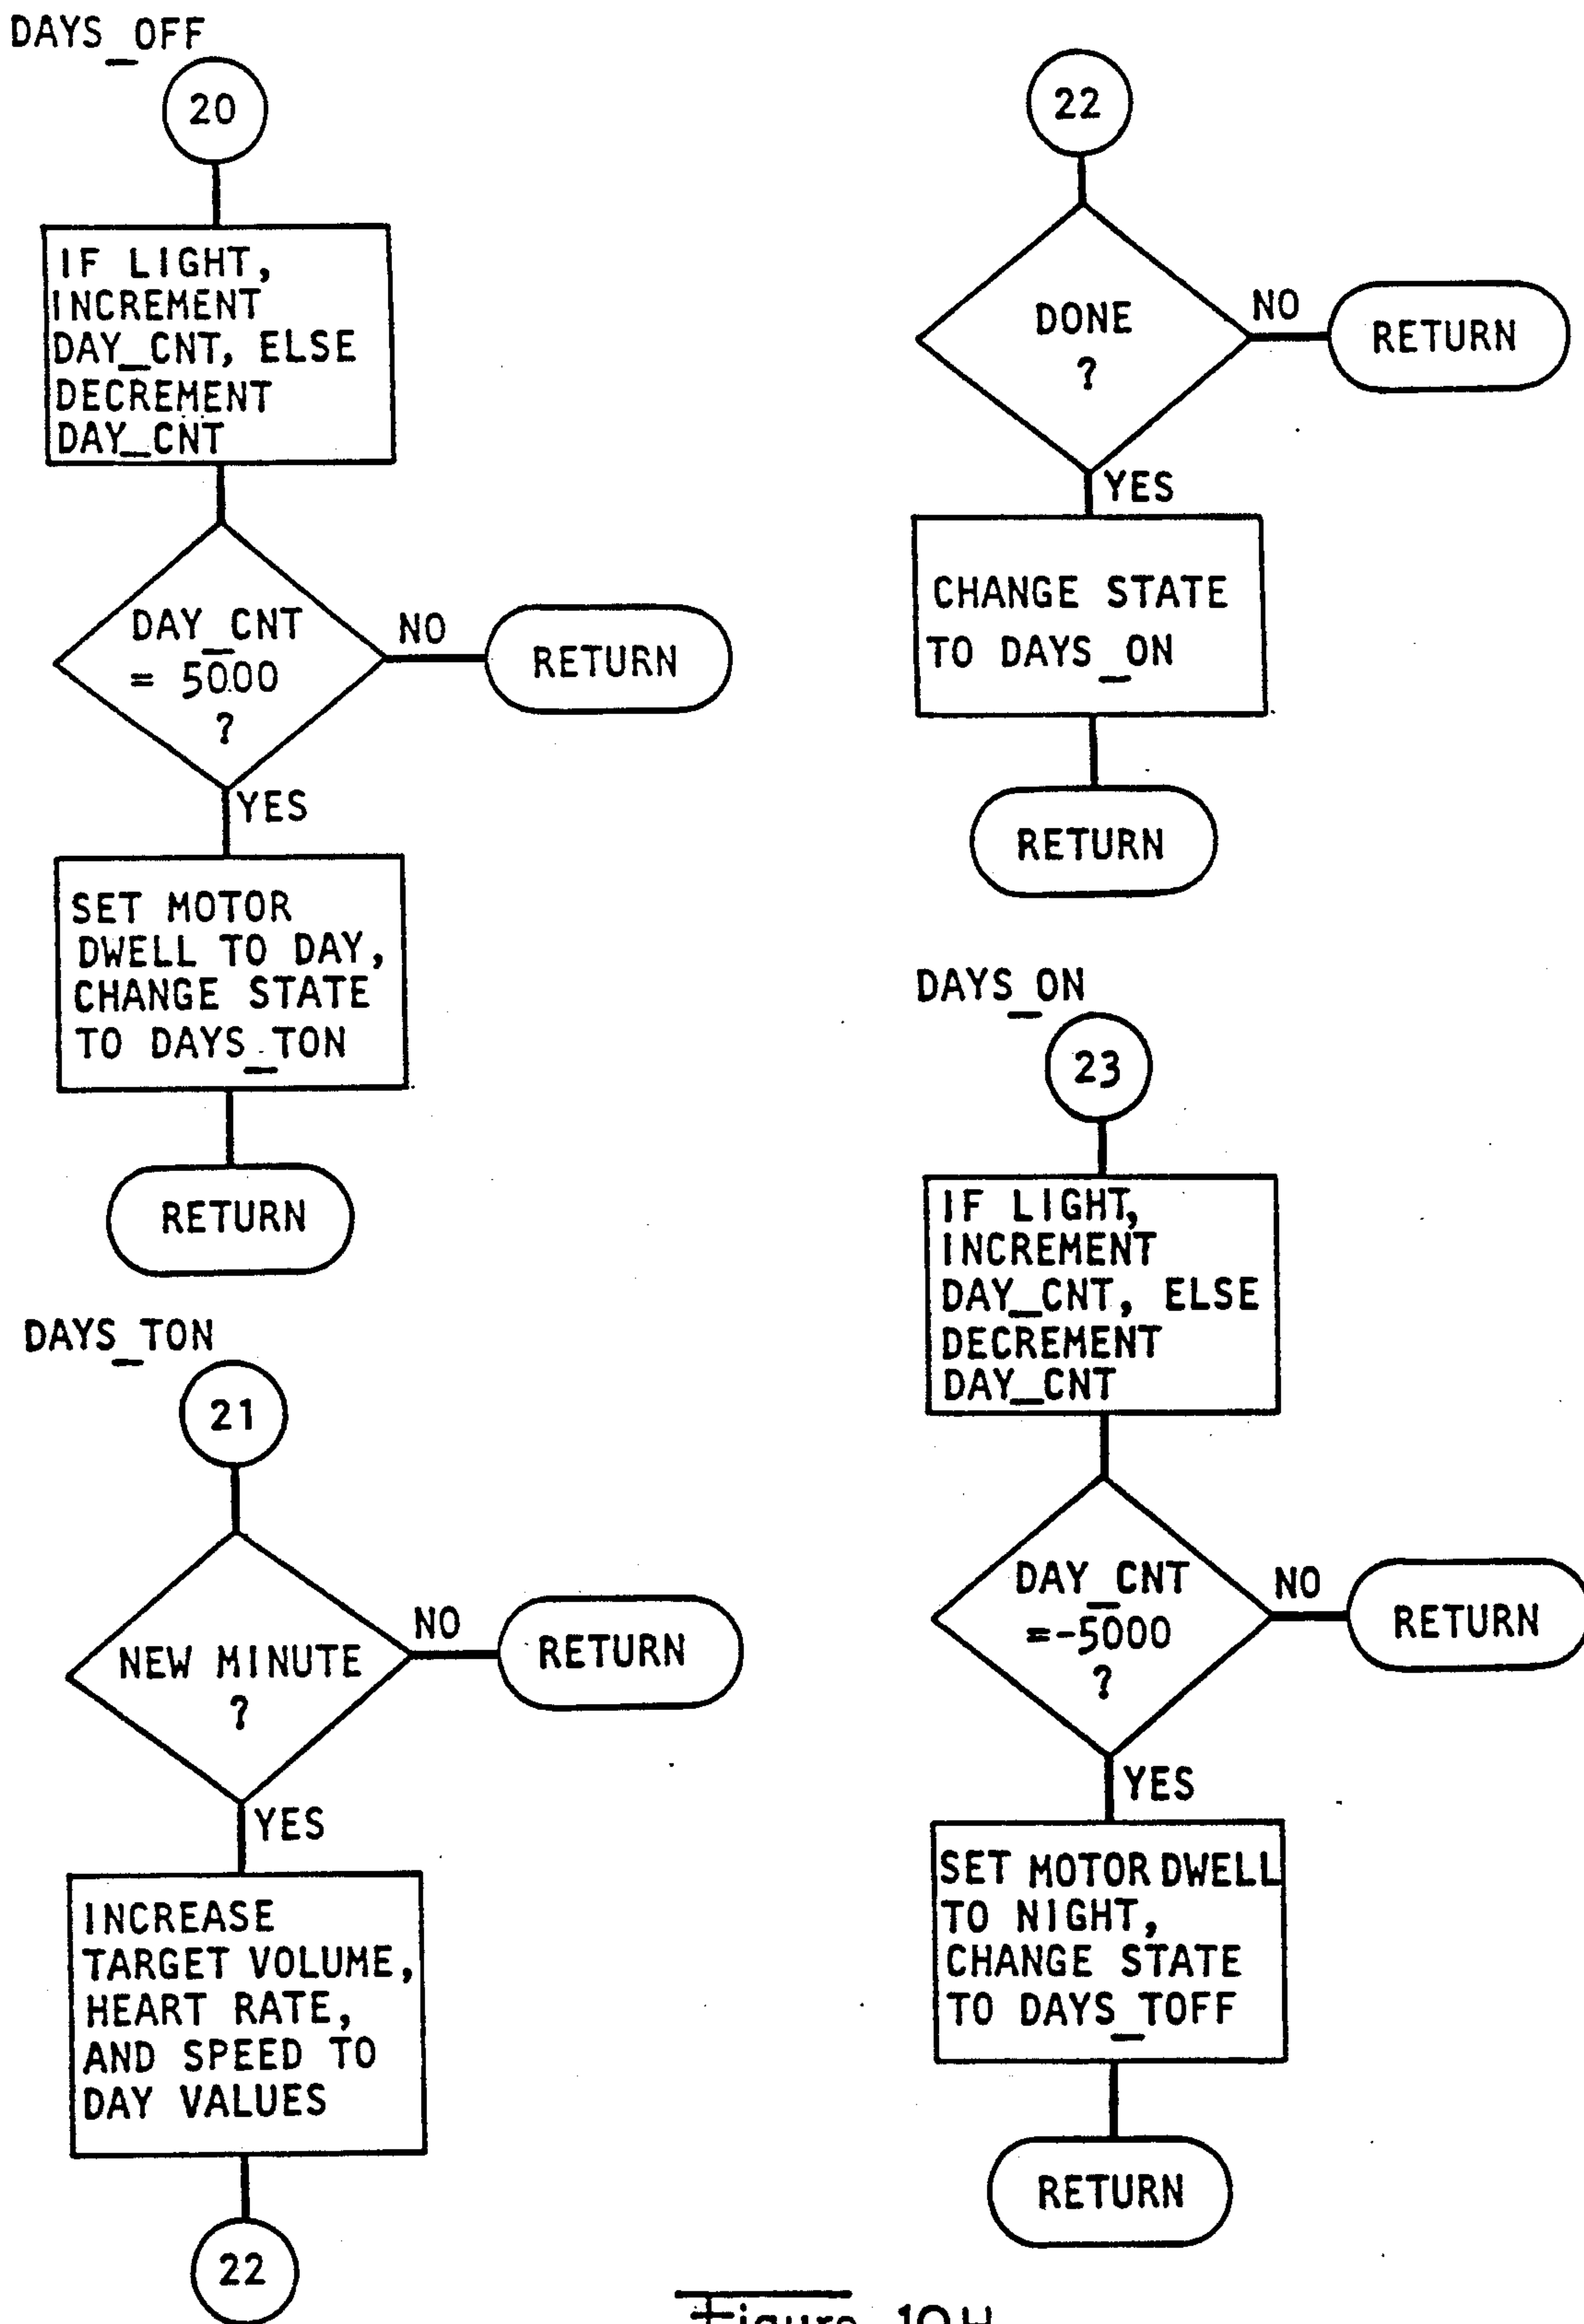 DAYS_OFF
20
IF LIGHT,
INCREMENT
DAY_CNT, ELSE
DECREMENT
DAY_CNT
DAY_CNT
= 5000
?
NO
RETURN
YES
SET MOTOR
DWELL TO DAY,
CHANGE STATE
TO DAYS_TON
RETURN
DAYS_TON
21
NEW MINUTE
?
NO
RETURN
YES
INCREASE
TARGET VOLUME,
HEART RATE,
AND SPEED TO
DAY VALUES
22
22
DONE
?
NO
RETURN
YES
CHANGE STATE
TO DAYS_ON
RETURN
DAYS_ON
23
IF LIGHT,
INCREMENT
DAY_CNT, ELSE
DECREMENT
DAY_CNT
DAY_CNT
=-5000
?
NO
RETURN
YES
SET MOTOR DWELL
TO NIGHT,
CHANGE STATE
TO DAYS_TOFF
RETURN
Figure 10H